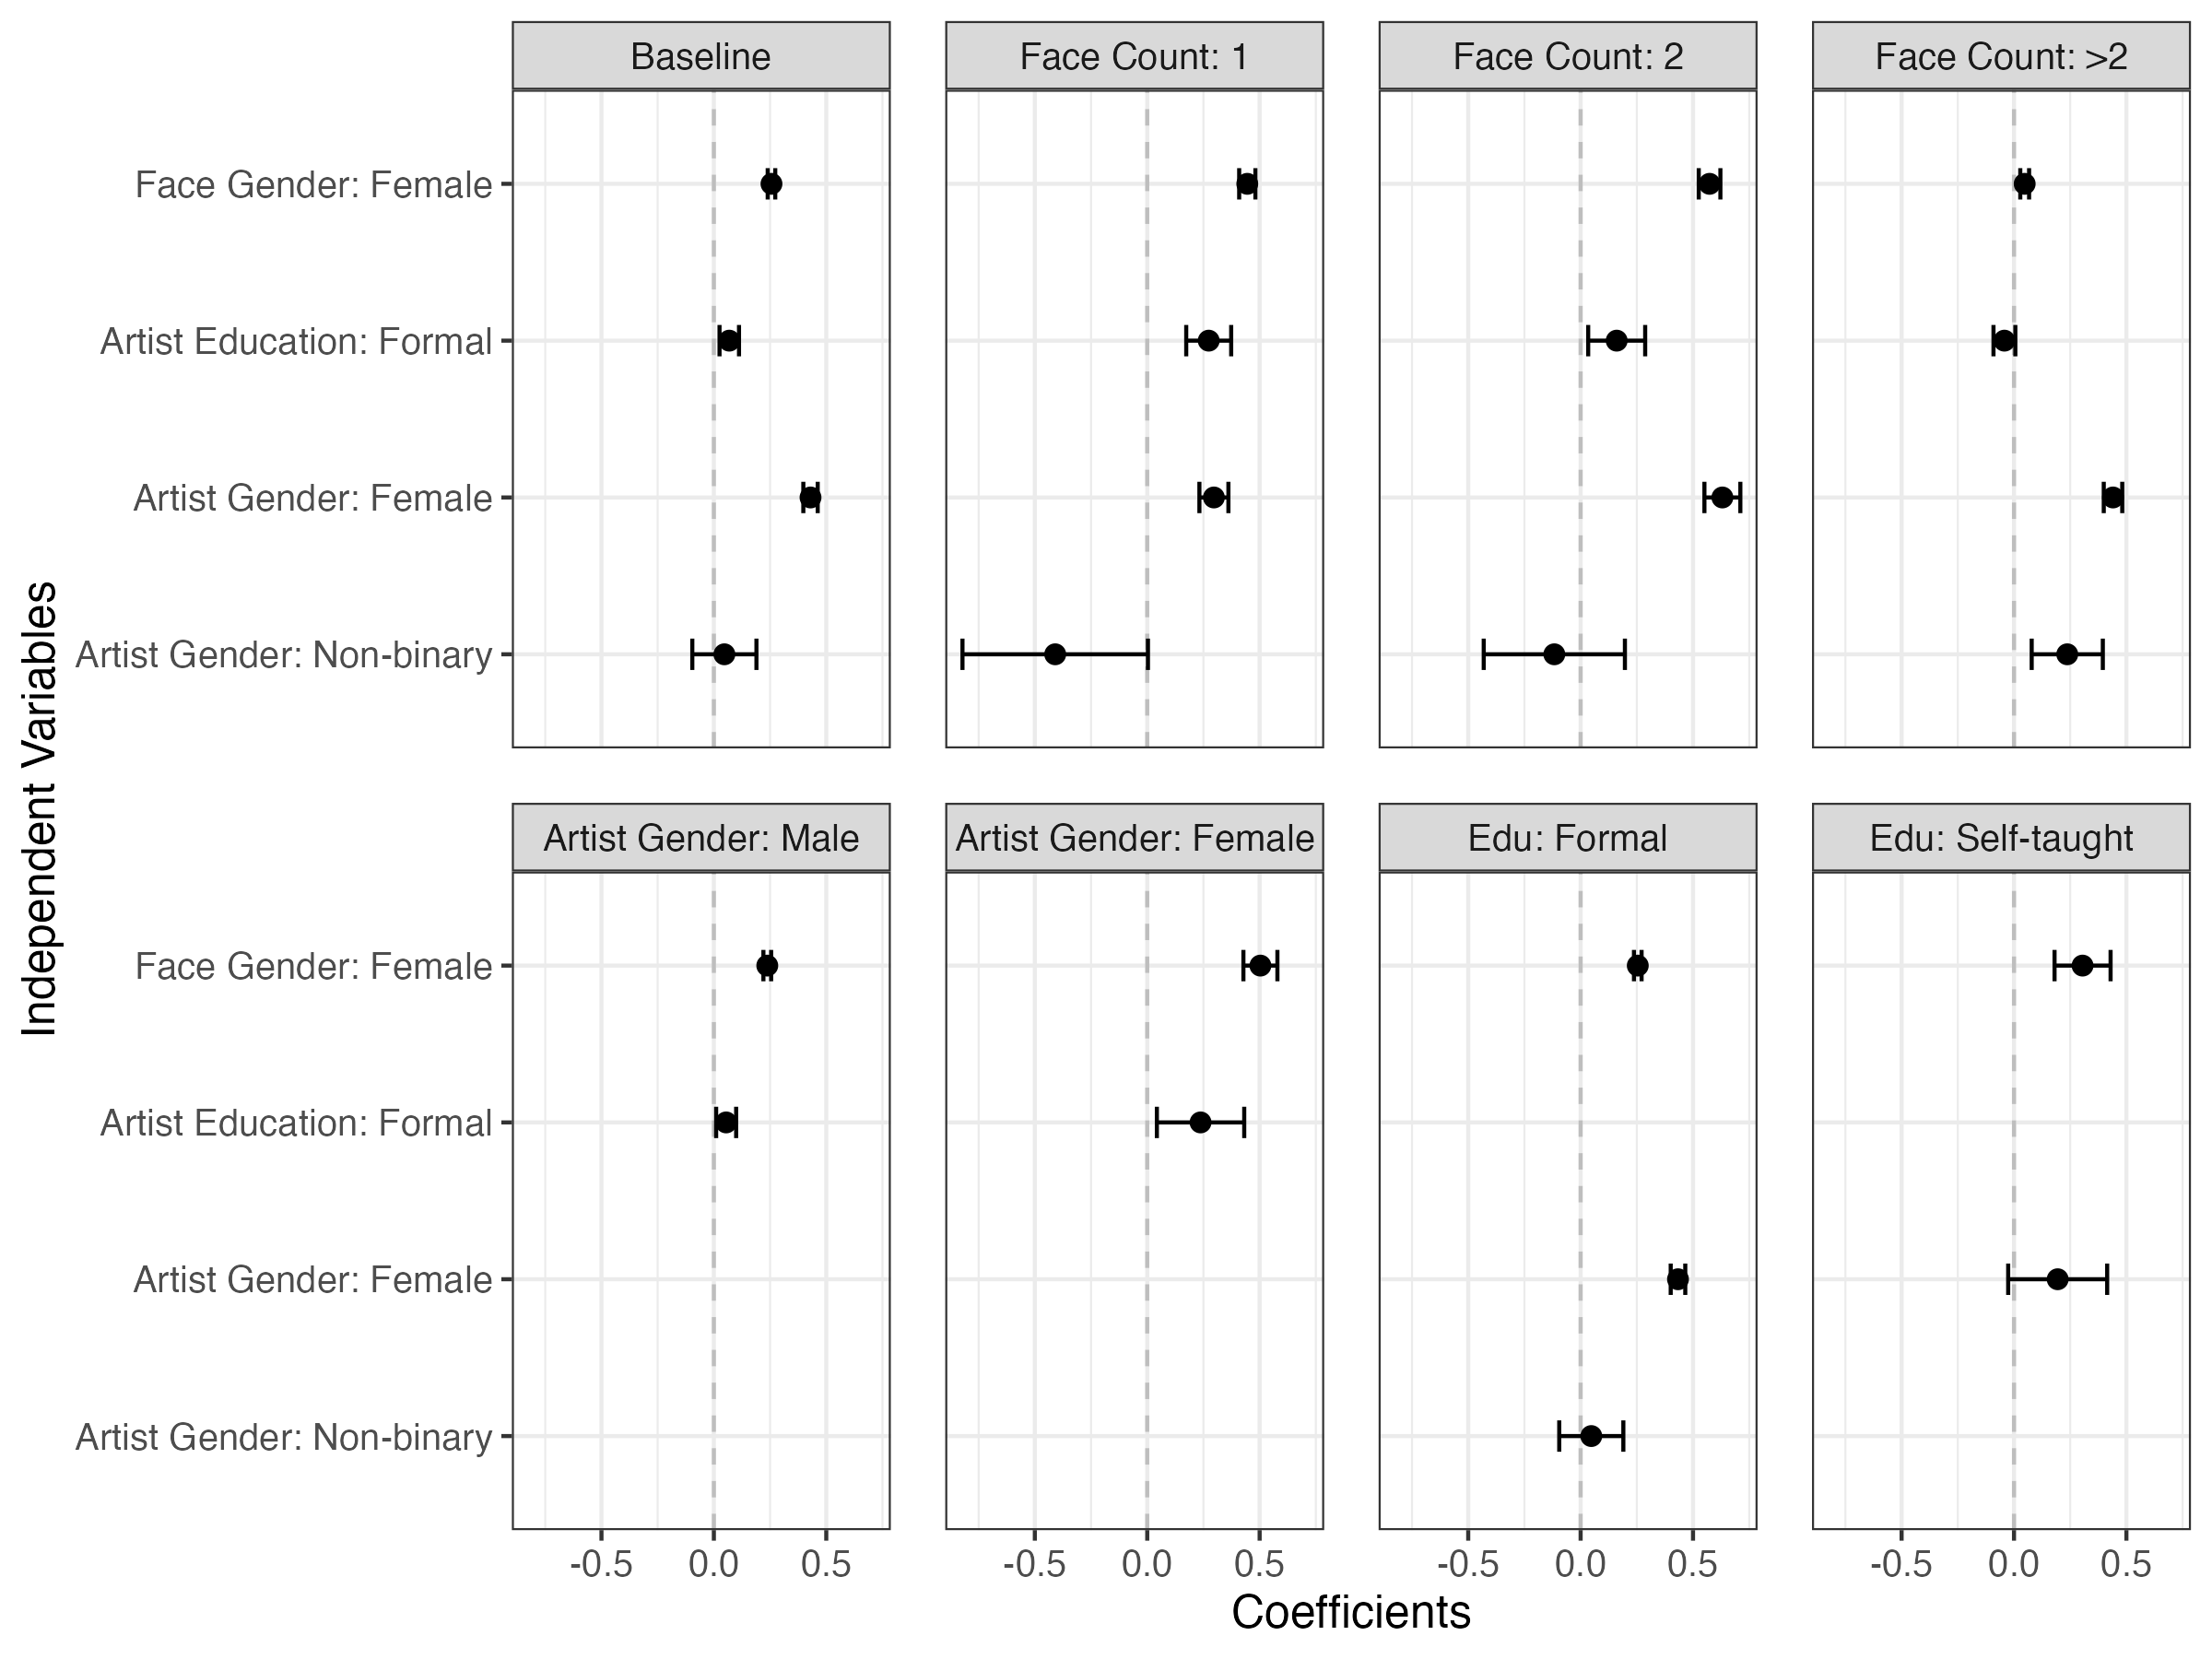 Baseline
Face Count: 1
Face Count: 2
Face Count: >2
Face Gender: Female
Artist Education: Formal
Artist Gender: Female
Artist Gender: Non-binary
Independent Variables
Artist Gender: Male
Artist Gender: Female
Edu: Formal
Edu: Self-taught
Face Gender: Female
Artist Education: Formal
Artist Gender: Female
Artist Gender: Non-binary
-0.5 0.0 0.5 -0.5 0.0 0.5 -0.5 0.0 0.5 -0.5 0.0 0.5
Coefficients